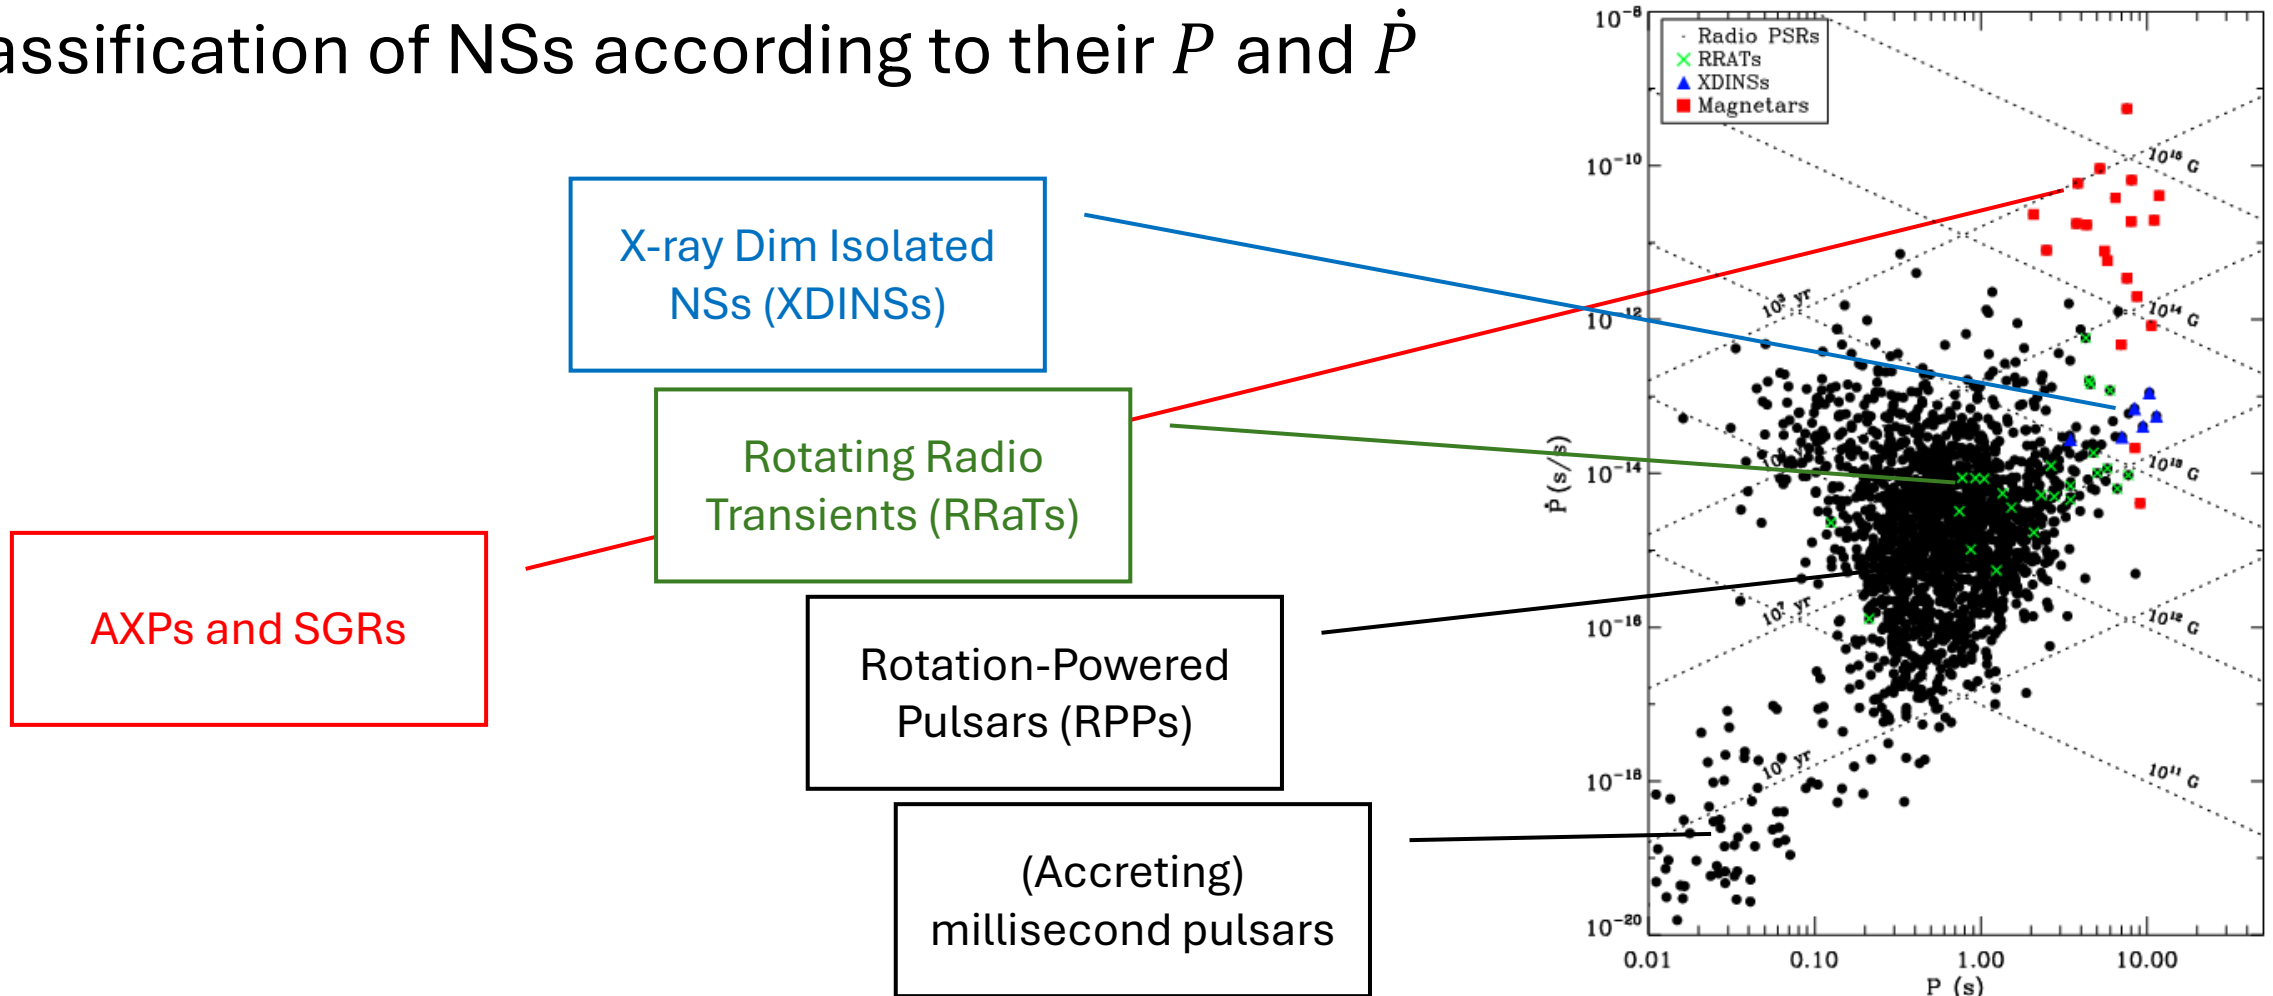 assification of NSs according to their P and Ṗ
X-ray Dim Isolated
NSs (XDINSs)
Rotating Radio
Transients (RRaTs)
AXPs and SGRs
Rotation-Powered
Pulsars (RPPs)
(Accreting)
millisecond pulsars
Radio PSRs
RRATs
XDINSs
Magnetars
10⁻⁸
10⁻¹⁰
10⁻¹²
10⁻¹⁴
10⁻¹⁶
10⁻¹⁸
10⁻²⁰
Ṗ (s/s)
10¹⁵ G
10¹⁴ G
10¹³ G
10¹² G
10¹¹ G
10³ yr
10⁷ yr
0.01 0.10 1.00 10.00
P (s)